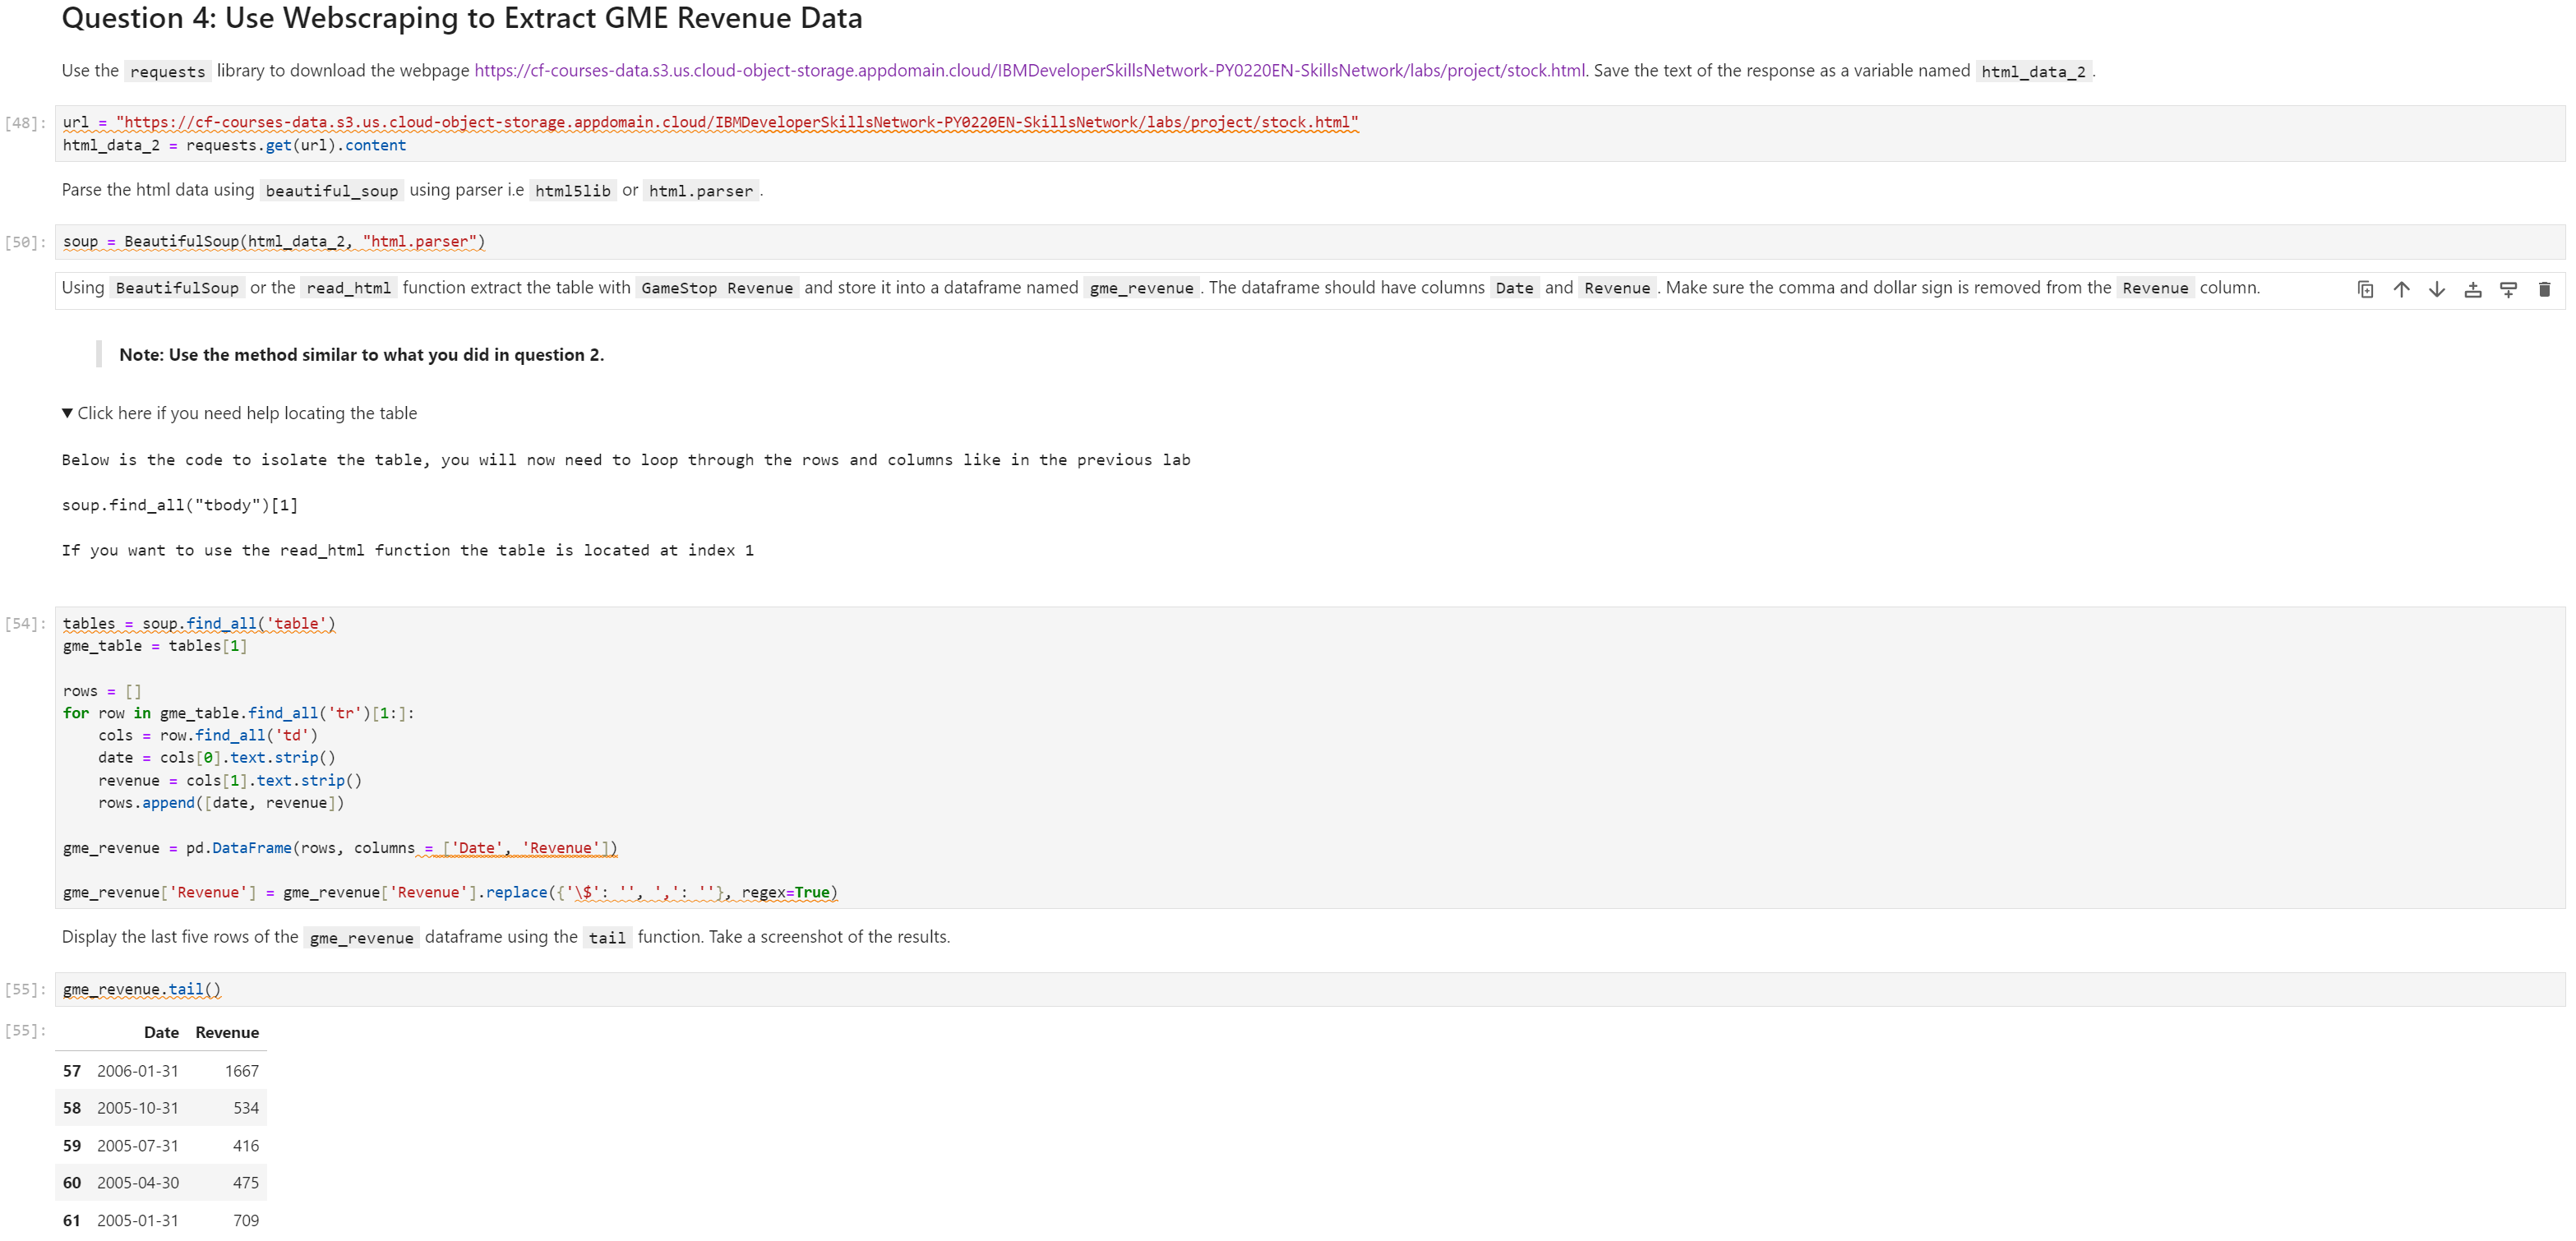 Question 4: Use Webscraping to Extract GME Revenue Data
Use the requests library to download the webpage https://cf-courses-data.s3.us.cloud-object-storage.appdomain.cloud/IBMDeveloperSkillsNetwork-PY0220EN-SkillsNetwork/labs/project/stock.html. Save the text of the response as a variable named html_data_2.
[48]: url = "https://cf-courses-data.s3.us.cloud-object-storage.appdomain.cloud/IBMDeveloperSkillsNetwork-PY0220EN-SkillsNetwork/labs/project/stock.html"
html_data_2 = requests.get(url).content
Parse the html data using beautiful_soup using parser i.e html5lib or html.parser.
[50]: soup = BeautifulSoup(html_data_2, "html.parser")
Using BeautifulSoup or the read_html function extract the table with GameStop Revenue and store it into a dataframe named gme_revenue. The dataframe should have columns Date and Revenue. Make sure the comma and dollar sign is removed from the Revenue column.
Note: Use the method similar to what you did in question 2.
▼ Click here if you need help locating the table
Below is the code to isolate the table, you will now need to loop through the rows and columns like in the previous lab
soup.find_all("tbody")[1]
If you want to use the read_html function the table is located at index 1
[54]: tables = soup.find_all('table')
gme_table = tables[1]
rows = []
for row in gme_table.find_all('tr')[1:]:
    cols = row.find_all('td')
    date = cols[0].text.strip()
    revenue = cols[1].text.strip()
    rows.append([date, revenue])
gme_revenue = pd.DataFrame(rows, columns = ['Date', 'Revenue'])
gme_revenue['Revenue'] = gme_revenue['Revenue'].replace({'\$': '', ',': ''}, regex=True)
Display the last five rows of the gme_revenue dataframe using the tail function. Take a screenshot of the results.
[55]: gme_revenue.tail()
[55]: Date Revenue
57 2006-01-31 1667
58 2005-10-31 534
59 2005-07-31 416
60 2005-04-30 475
61 2005-01-31 709